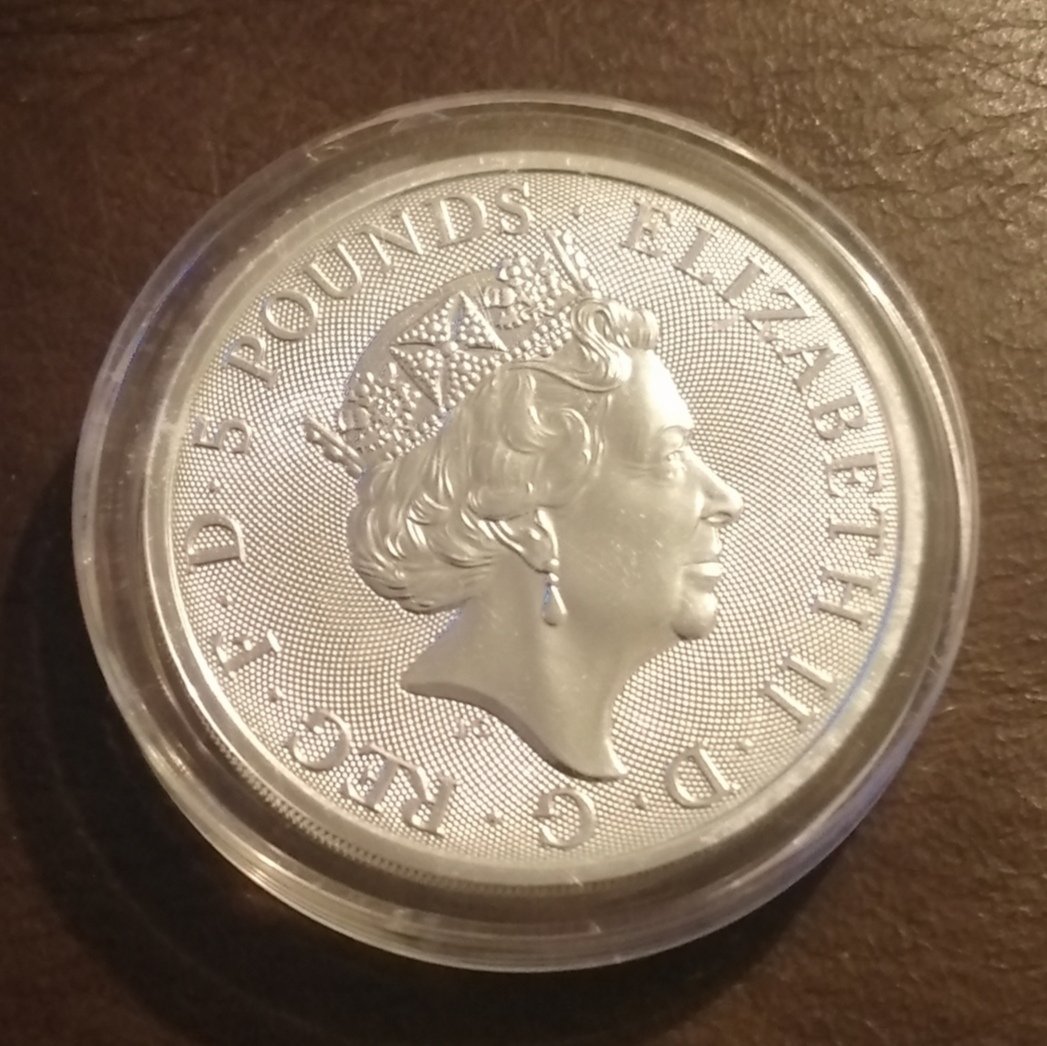 ELIZABETH II · D · G · REG · F · D · 5 POUNDS ·